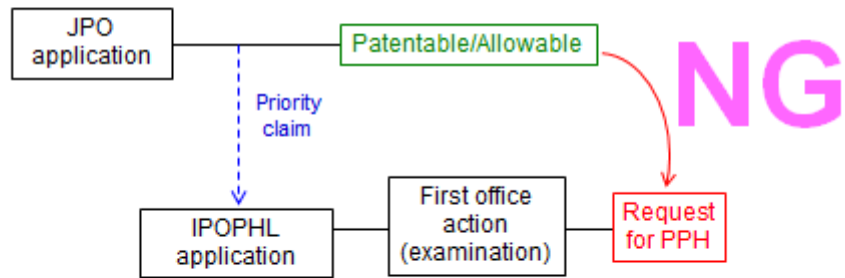 JPO
application
Patentable/Allowable
NG
Priority
claim
IPOPHL
application
First office
action
(examination)
Request
for PPH